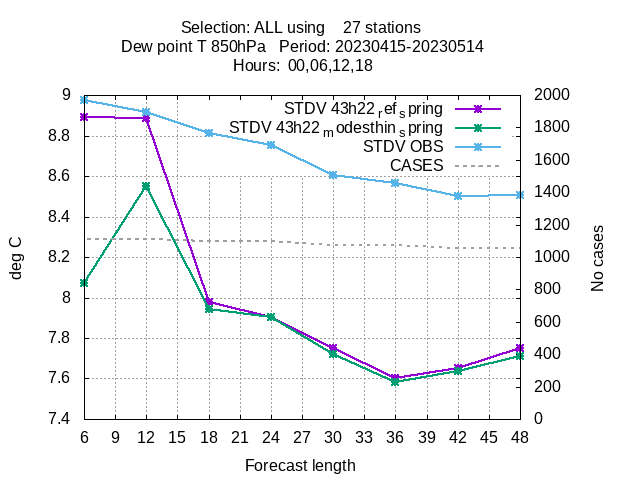 Selection: ALL using    27 stations
Dew point T 850hPa   Period: 20230415-20230514
Hours:  00,06,12,18
STDV 43h22 ref spring
STDV 43h22 modesthin spring
STDV OBS
CASES
9
8.8
8.6
8.4
8.2
8
7.8
7.6
7.4
deg C
2000
1800
1600
1400
1200
1000
800
600
400
200
0
No cases
6 9 12 15 18 21 24 27 30 33 36 39 42 45 48
Forecast length